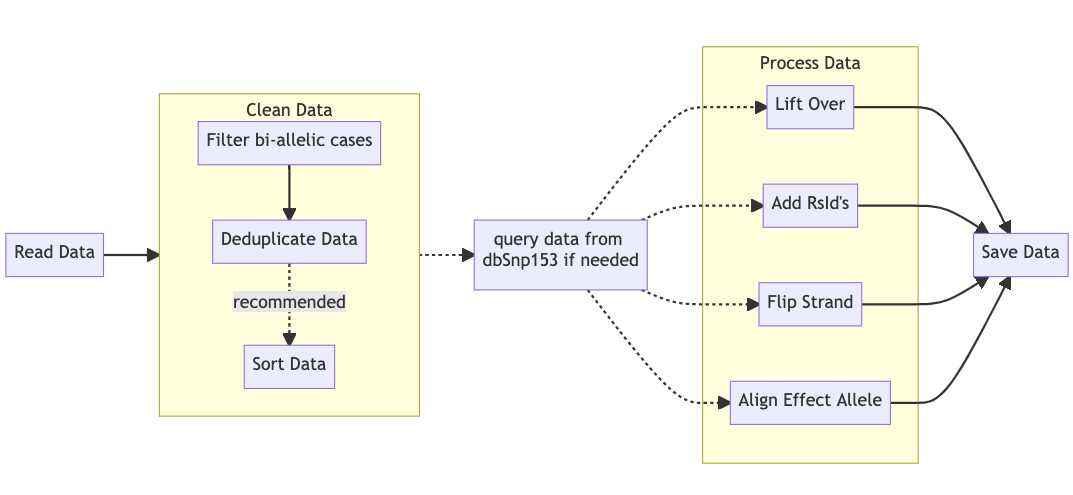 Read Data
Clean Data
Filter bi-allelic cases
Deduplicate Data
recommended
Sort Data
query data from
dbSnp153 if needed
Process Data
Lift Over
Add RsId's
Flip Strand
Align Effect Allele
Save Data